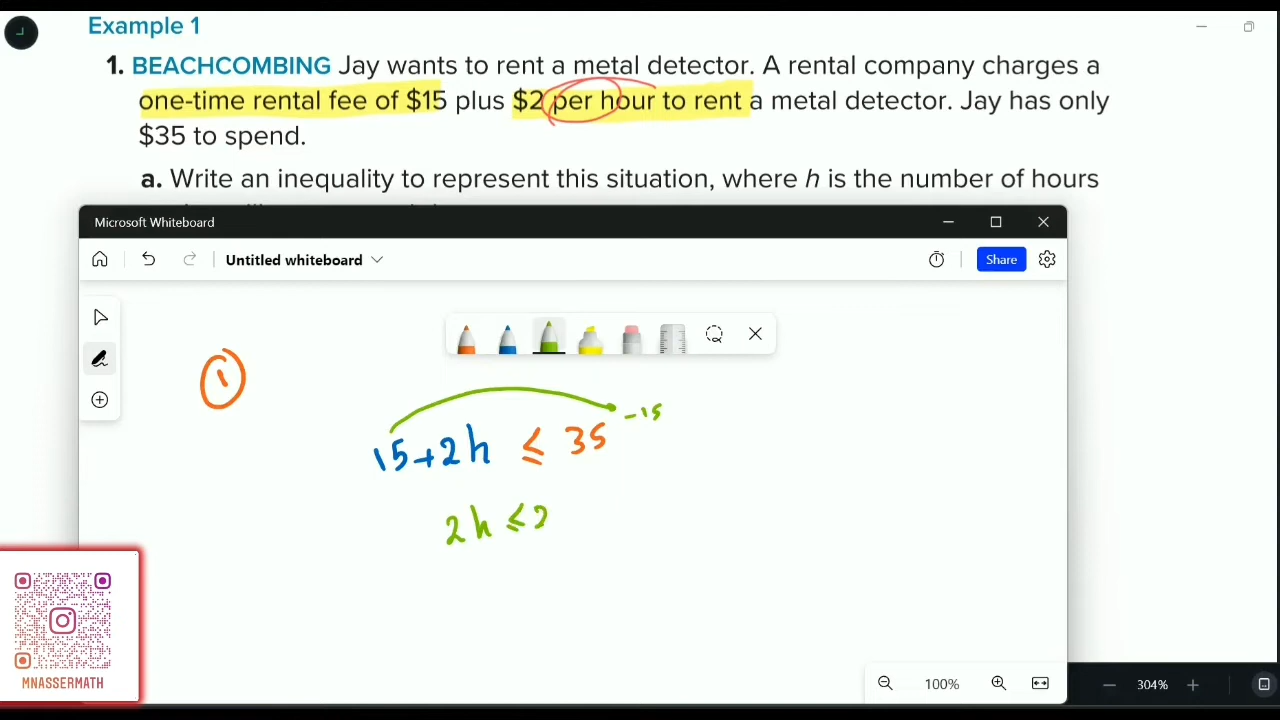 Example 1
1. BEACHCOMBING Jay wants to rent a metal detector. A rental company charges a
one-time rental fee of $15 plus $2 per hour to rent a metal detector. Jay has only
$35 to spend.
a. Write an inequality to represent this situation, where h is the number of hours
Microsoft Whiteboard
Untitled whiteboard
Share
1
-15
15+2h ≤ 35
2h ≤ 2
MNASSERMATH
100%
304%